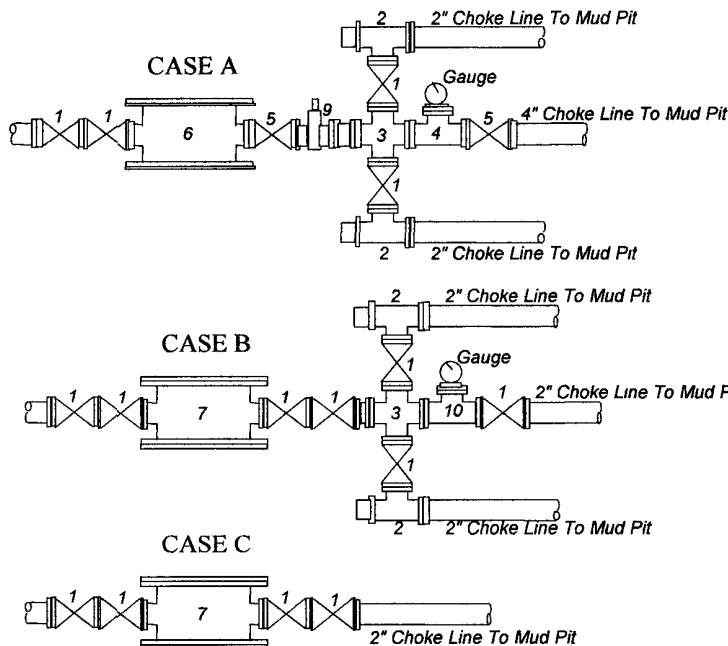 2 2" Choke Line To Mud Pit
CASE A
1 Gauge
1 1 6 5 9 3 4 5 4" Choke Line To Mud Pit
1
2 2" Choke Line To Mud Pit
2 2" Choke Line To Mud Pit
CASE B
1 Gauge
1 1 7 1 1 3 10 1 2" Choke Line To Mud P
1
2 2" Choke Line To Mud Pit
CASE C
1 1 7 1 1
2" Choke Line To Mud Pit